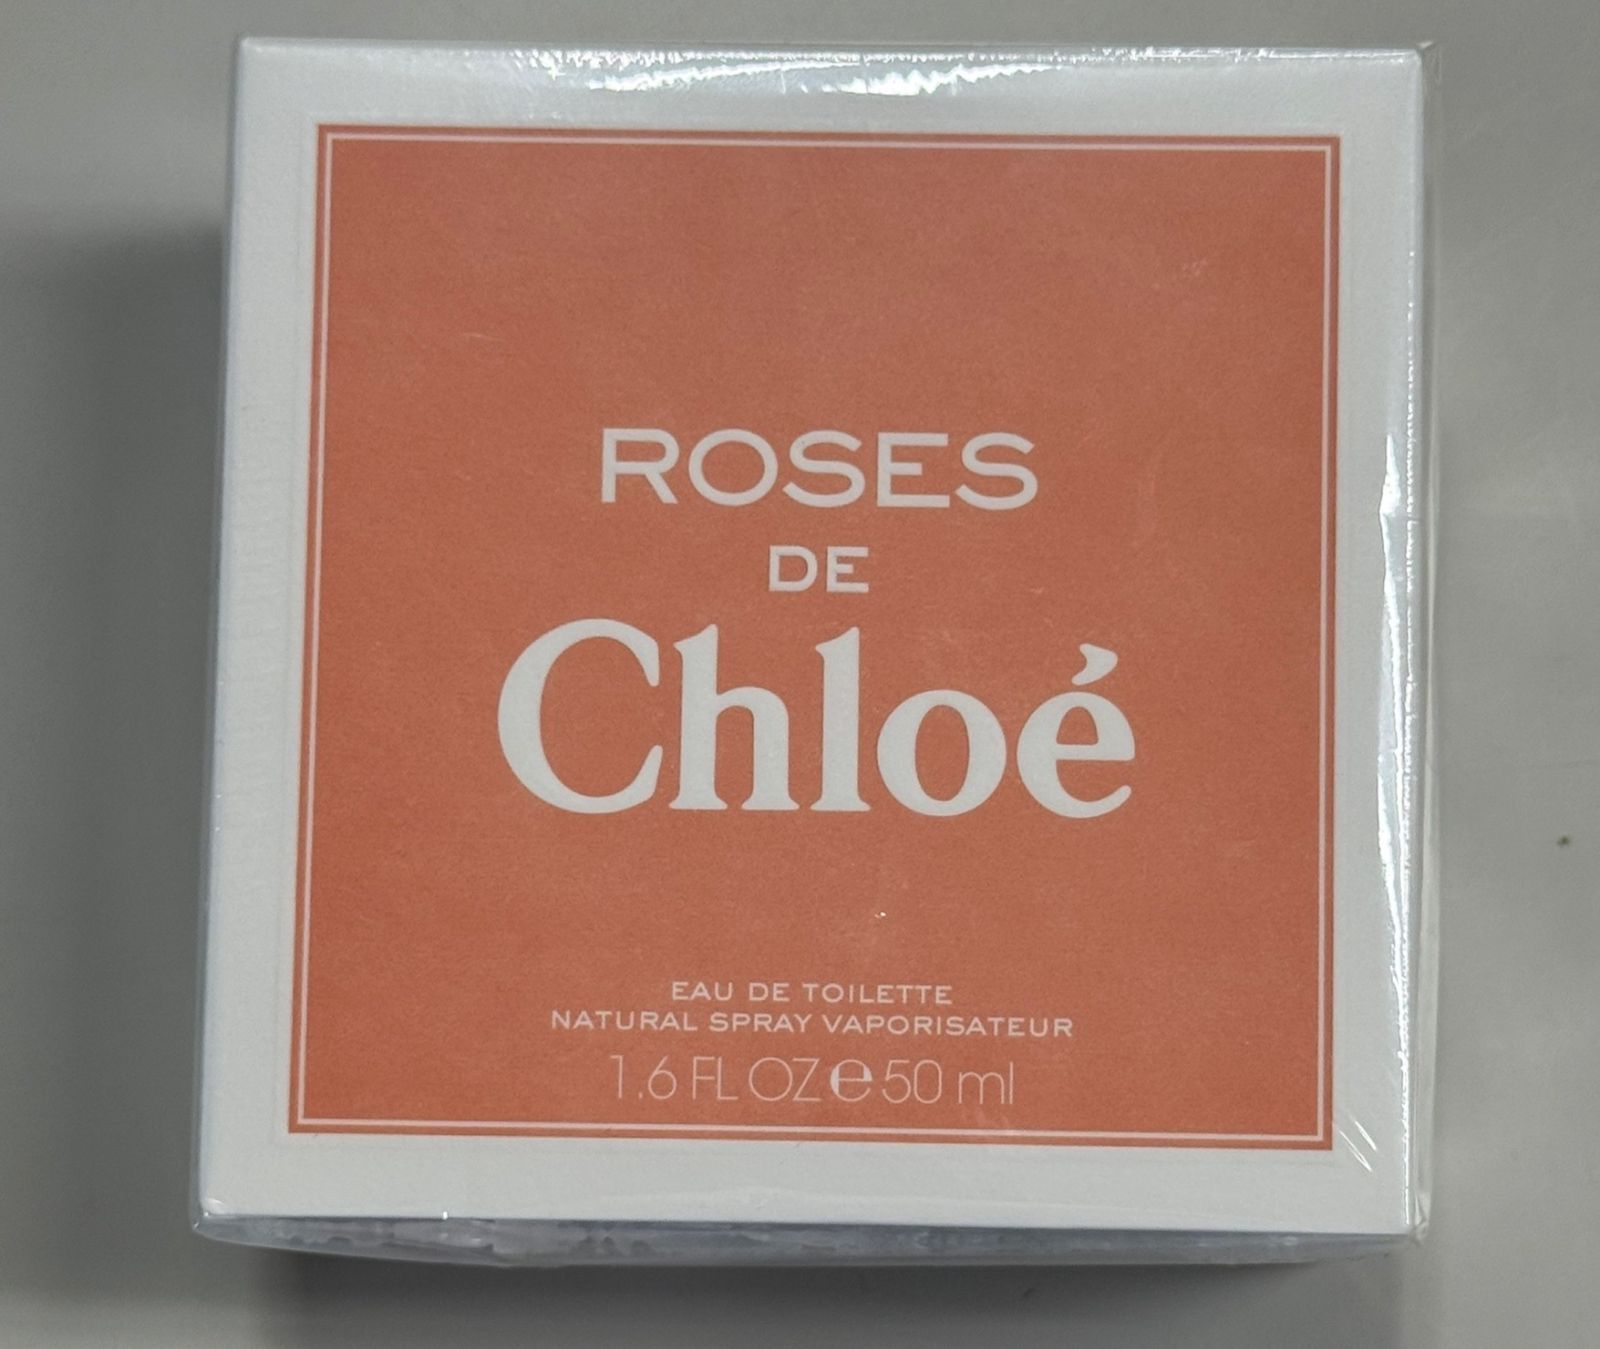 ROSES
DE
Chloé
EAU DE TOILETTE
NATURAL SPRAY VAPORISATEUR
1.6 FL OZ ℮ 50 ml